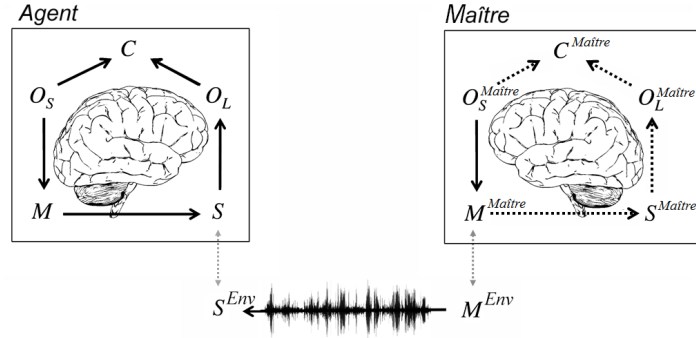 Agent
Maître
C
C^Maître
O_S
O_L
O_S^Maître
O_L^Maître
M
S
M^Maître
S^Maître
S^Env
M^Env